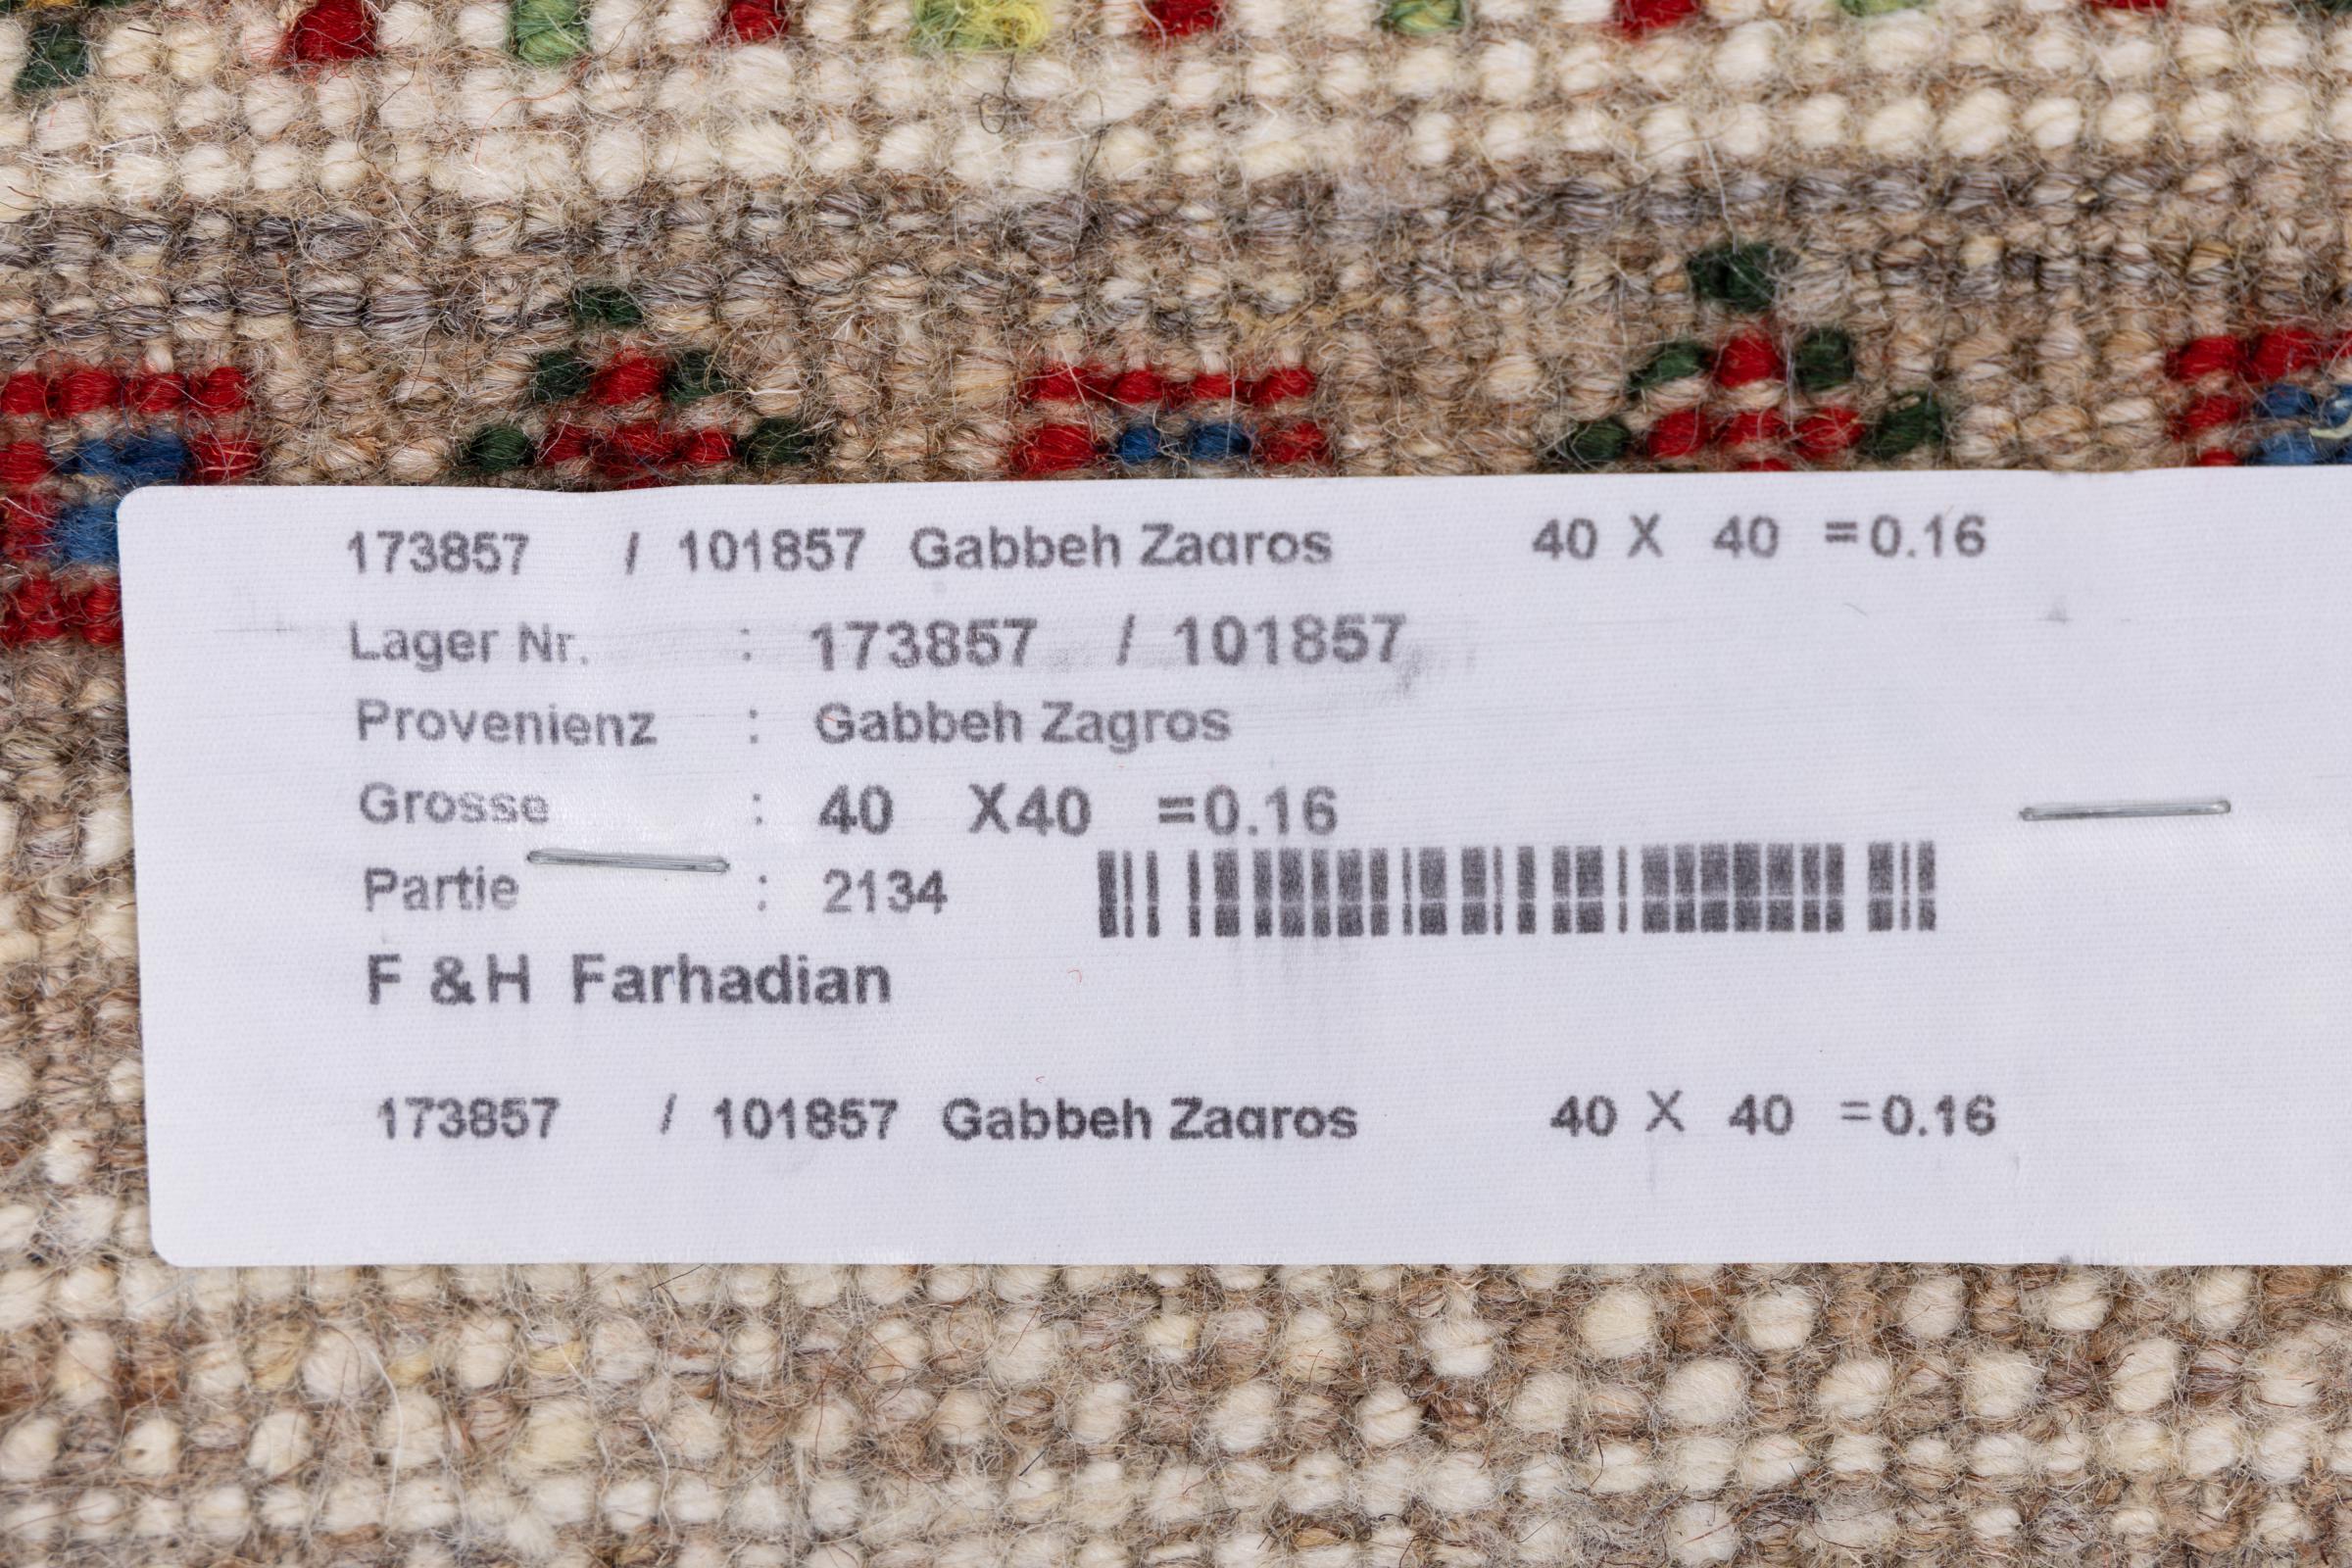 173857 / 101857 Gabbeh Zagros 40 X 40 =0.16
Lager Nr. : 173857 / 101857
Provenienz : Gabbeh Zagros
Grosse : 40 X40 =0.16
Partie : 2134
F &H Farhadian
173857 / 101857 Gabbeh Zagros 40 X 40 =0.16